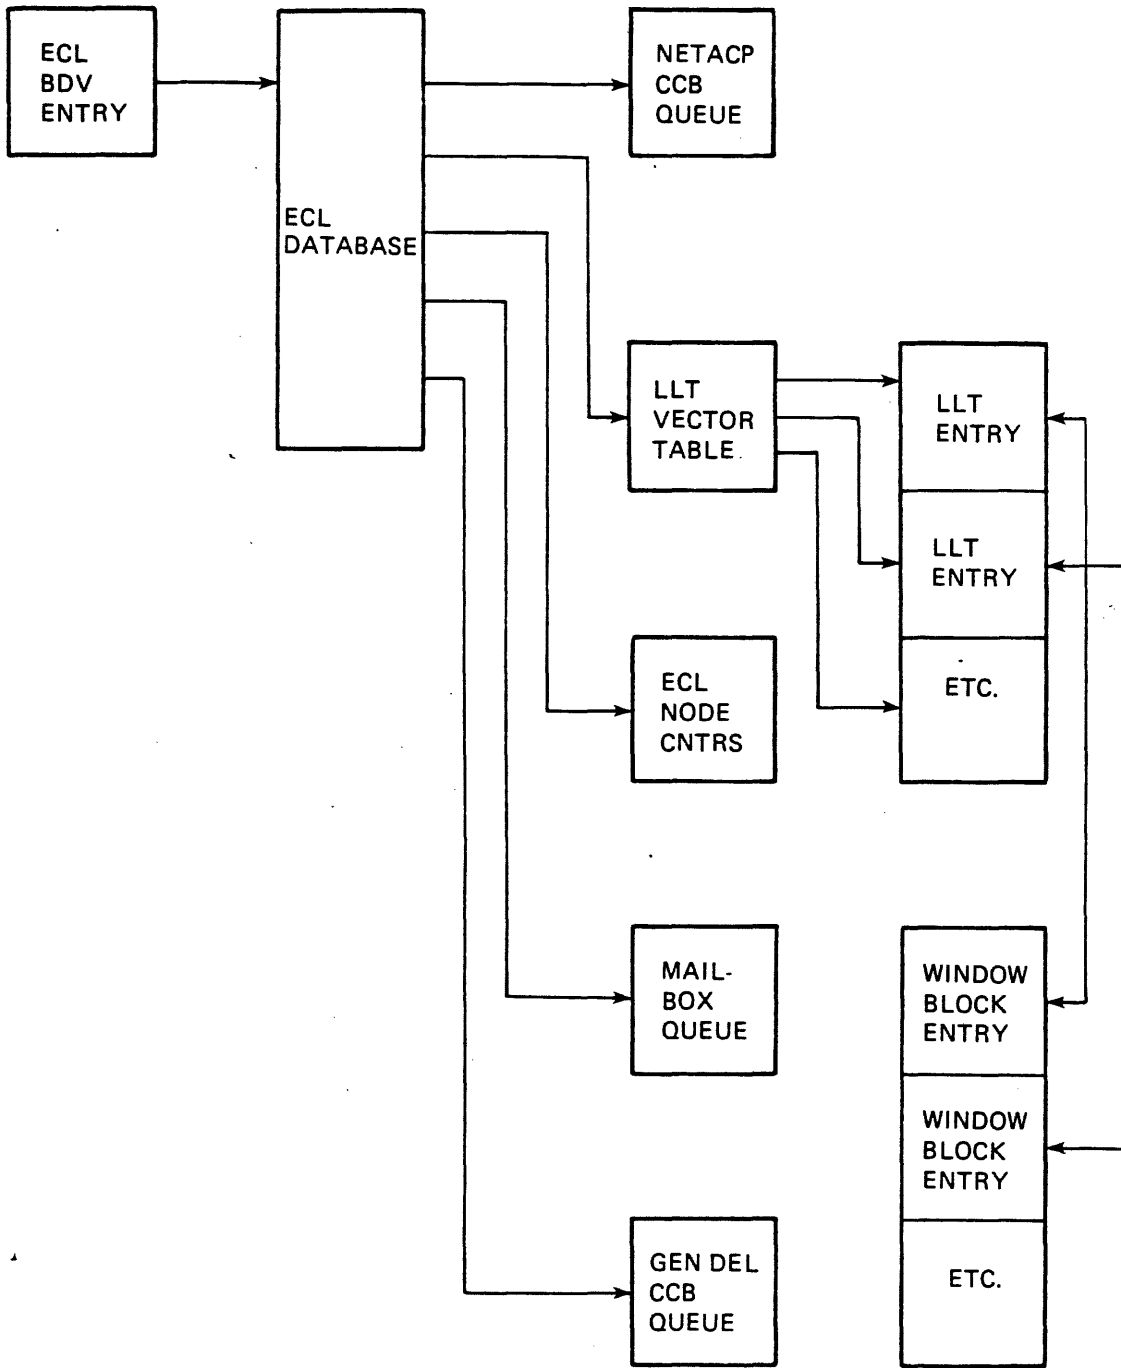 ECL
BDV
ENTRY
ECL
DATABASE
NETACP
CCB
QUEUE
LLT
VECTOR
TABLE
LLT
ENTRY
LLT
ENTRY
ETC.
ECL
NODE
CNTRS
MAIL-
BOX
QUEUE
WINDOW
BLOCK
ENTRY
WINDOW
BLOCK
ENTRY
ETC.
GEN DEL
CCB
QUEUE